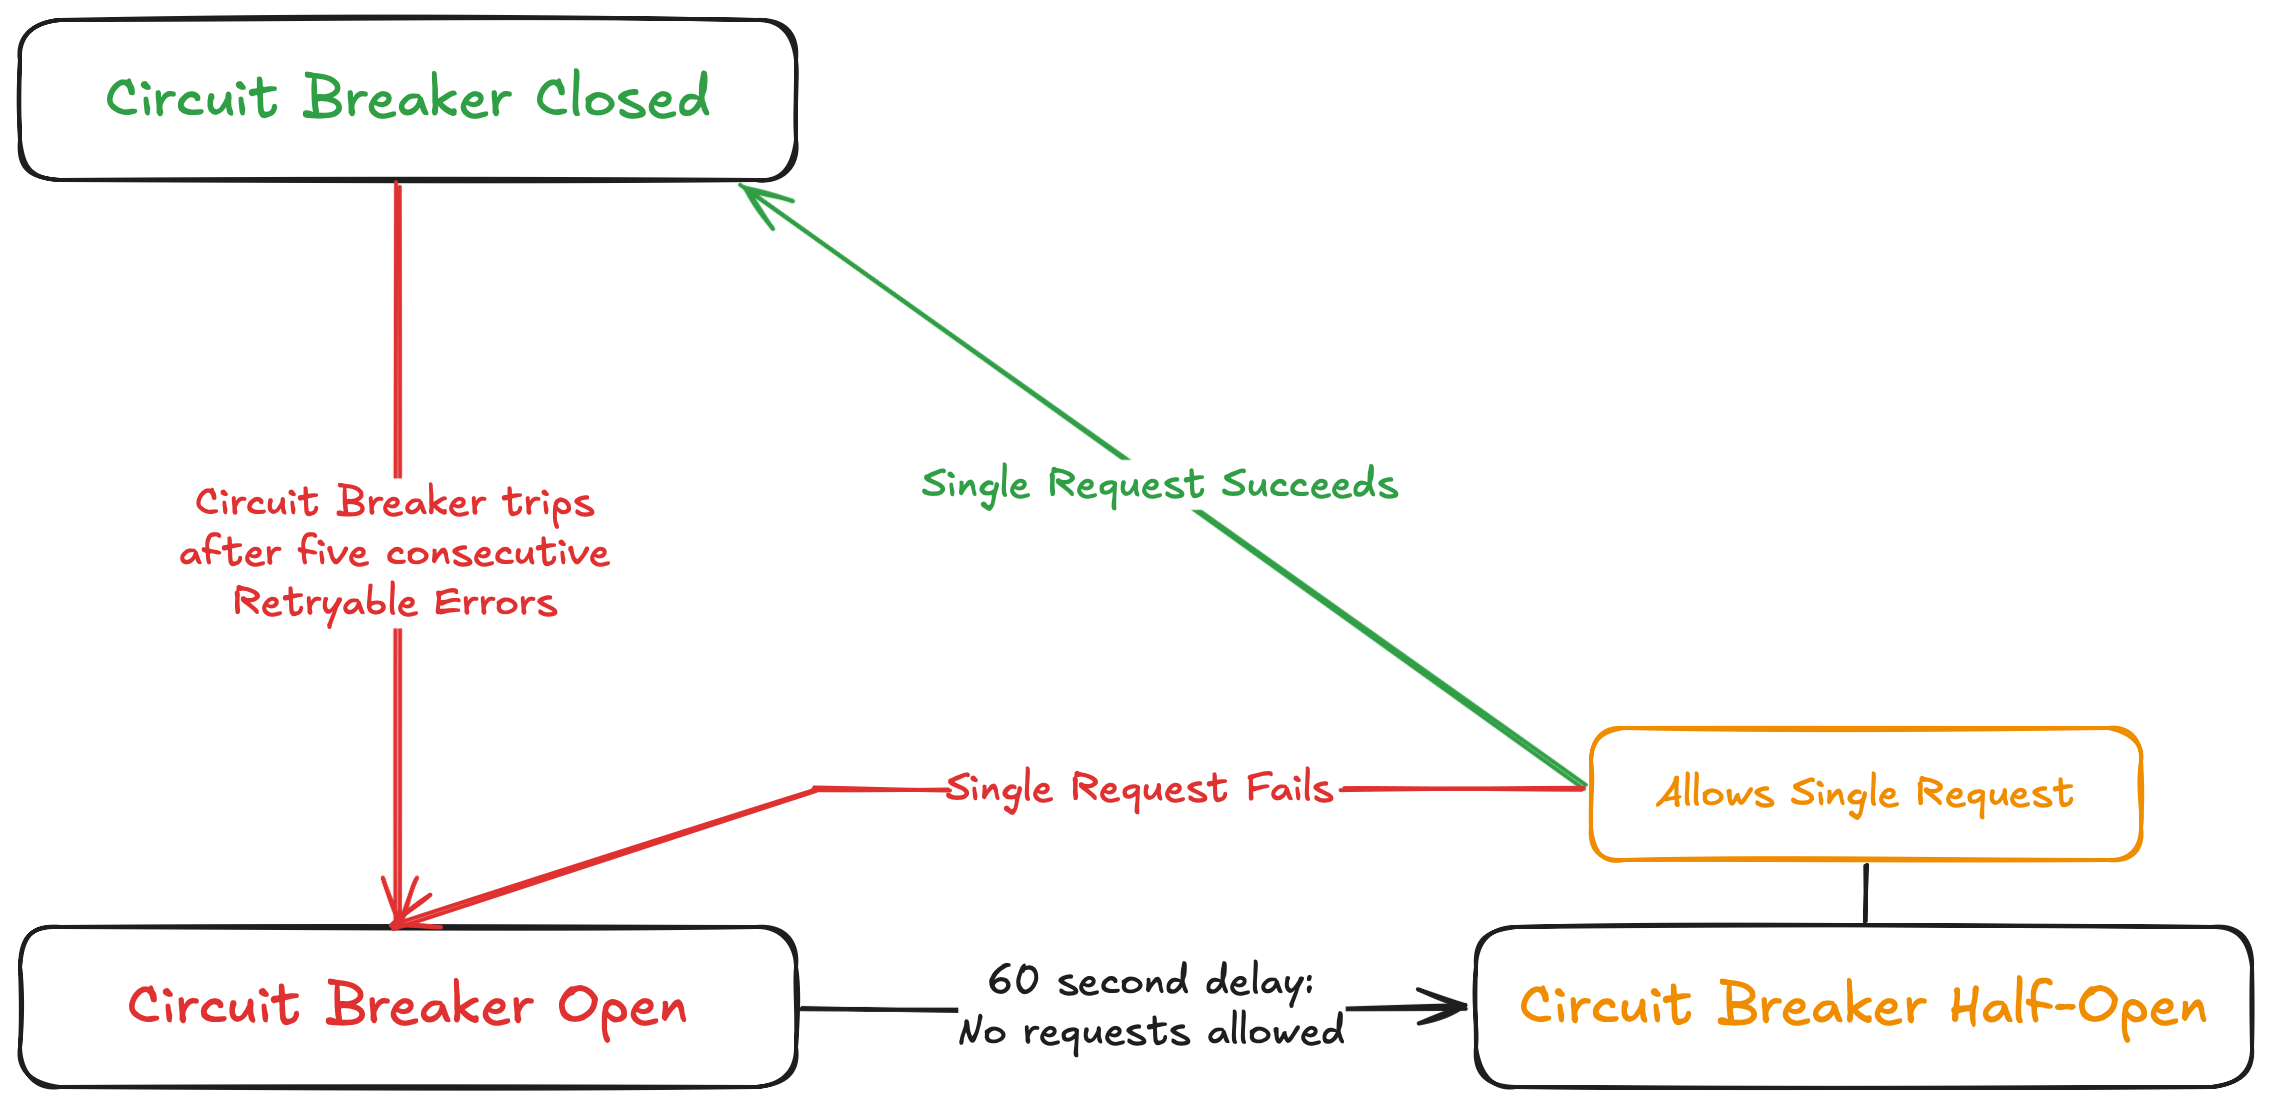 Circuit Breaker Closed
Single Request Succeeds
Circuit Breaker trips
after five consecutive
Retryable Errors
Single Request Fails
Allows Single Request
Circuit Breaker Open
60 second delay:
No requests allowed
Circuit Breaker Half-Open